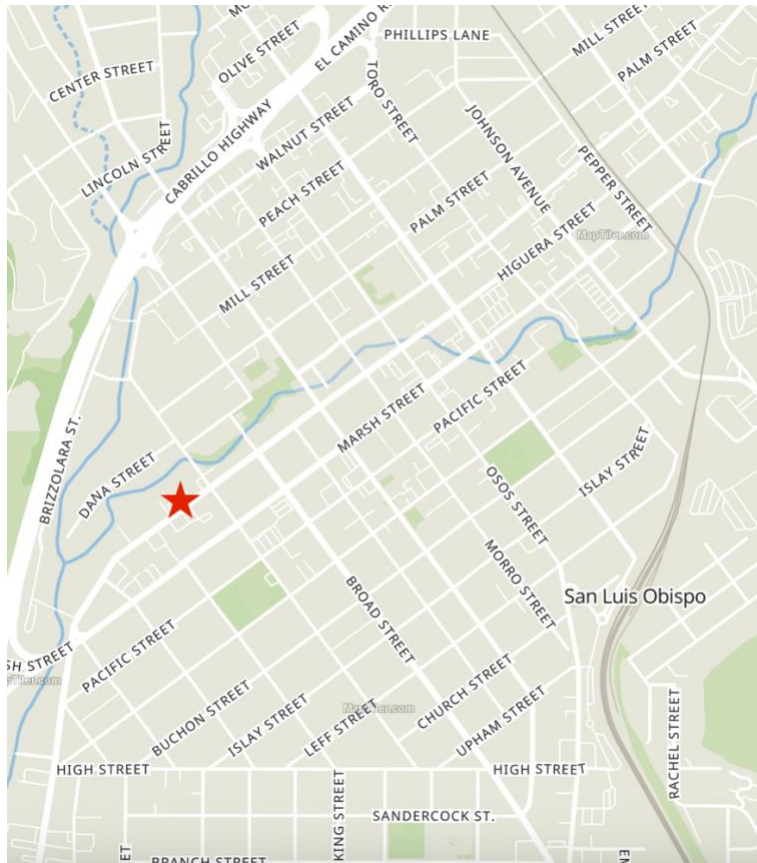 PHILLIPS LANE
MILL STREET
OLIVE STREET
CENTER STREET
PALM STREET
TORO STREET
CABRILLO HIGHWAY
WALNUT STREET
JOHNSON AVENUE
LINCOLN STREET
PEPPER STREET
PEACH STREET
PALM STREET
HIGUERA STREET
MapTiler.com
MILL STREET
MARSH STREET
PACIFIC STREET
BRIZZOLARA ST.
DANA STREET
ISLAY STREET
OSOS STREET
MORRO STREET
San Luis Obispo
BROAD STREET
PACIFIC STREET
SH STREET
pTiler.com
BUCHON STREET
ISLAY STREET
LEFF STREET
MapTiler.com
CHURCH STREET
UPHAM STREET
RACHEL STREET
HIGH STREET
HIGH STREET
KING STREET
SANDERCOCK ST.
BRANCH STREET